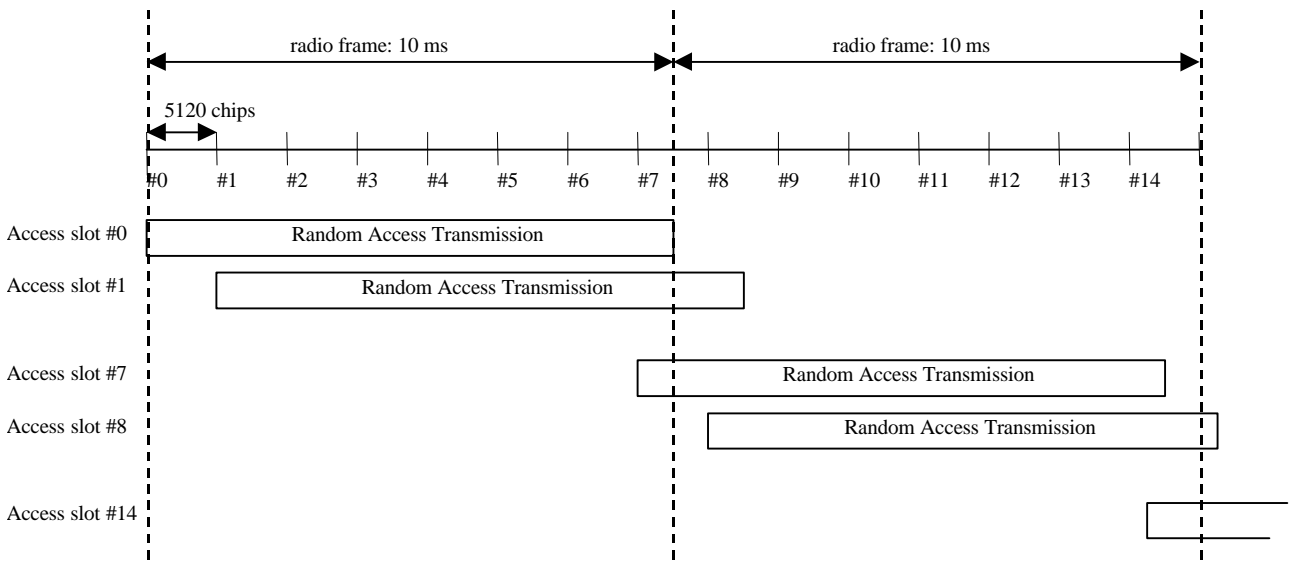 radio frame: 10 ms radio frame: 10 ms
5120 chips
#0 #1 #2 #3 #4 #5 #6 #7 #8 #9 #10 #11 #12 #13 #14
Access slot #0 Random Access Transmission
Access slot #1 Random Access Transmission
Access slot #7 Random Access Transmission
Access slot #8 Random Access Transmission
Access slot #14